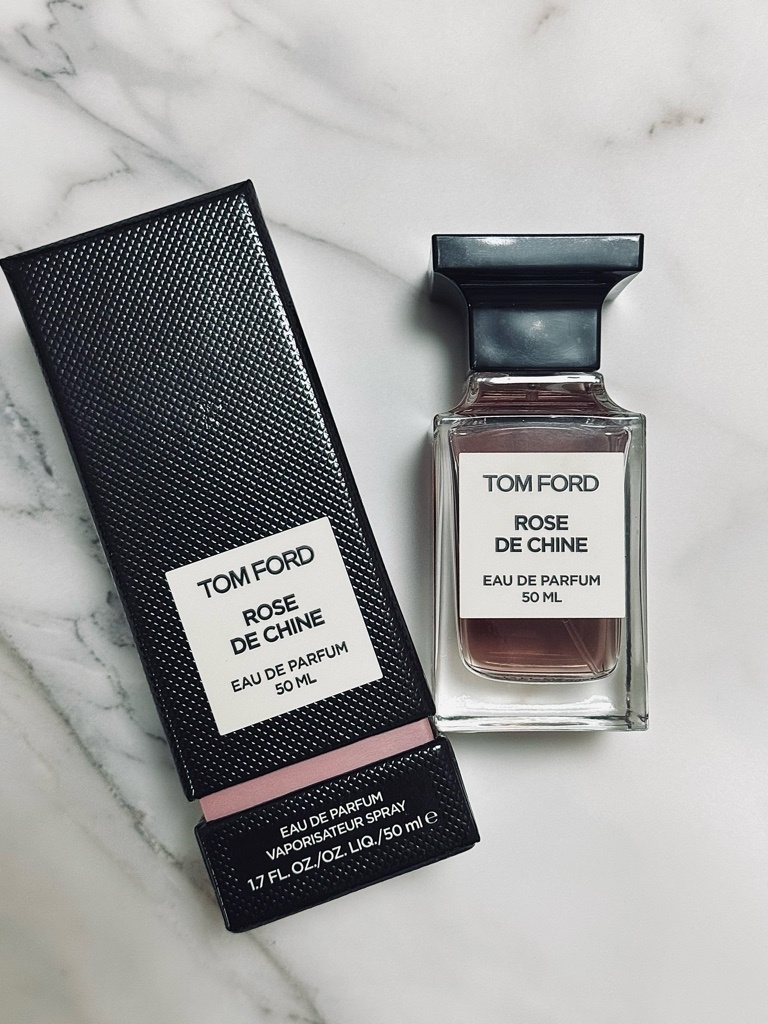 TOM FORD
ROSE
DE CHINE
EAU DE PARFUM
50 ML
EAU DE PARFUM
VAPORISATEUR SPRAY
1.7 FL. OZ./OZ. LIQ./50 ml ℮
TOM FORD
ROSE
DE CHINE
EAU DE PARFUM
50 ML